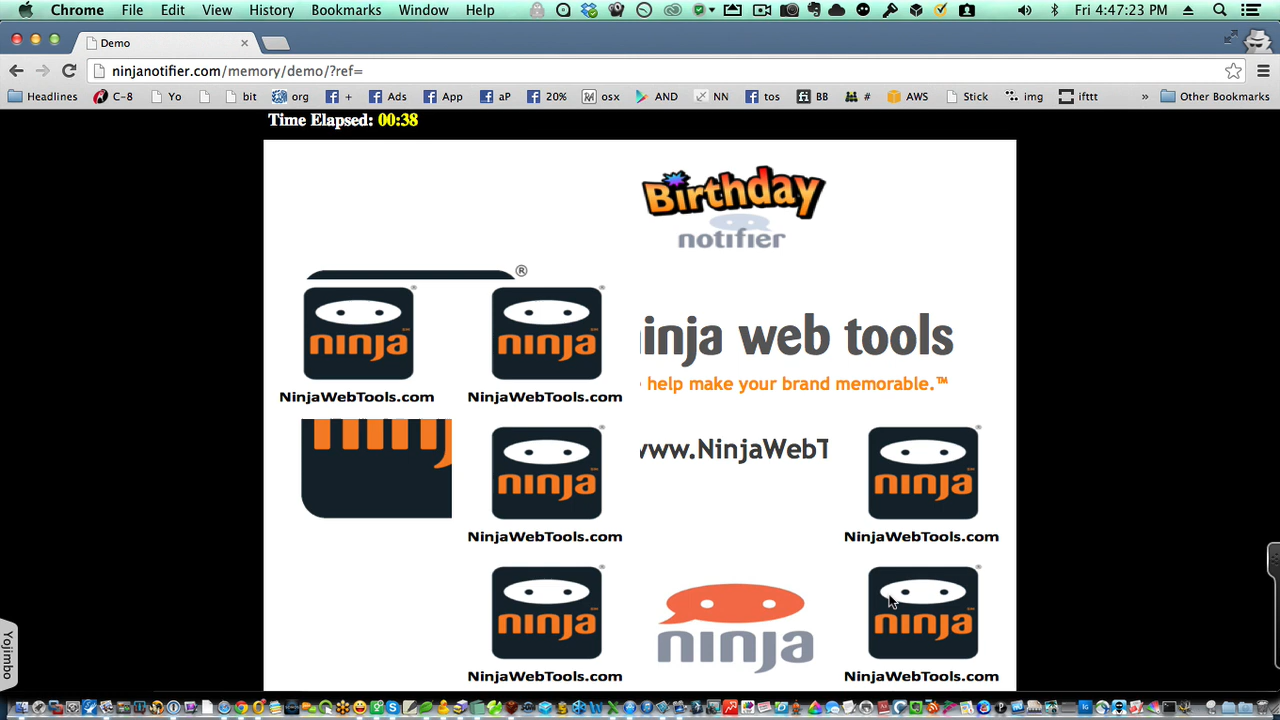 Chrome File Edit View History Bookmarks Window Help Fri 4:47:23 PM
Demo
ninjanotifier.com/memory/demo/?ref=
Headlines C-8 Yo bit org + Ads App aP 20% osx AND NN tos BB # AWS Stick img ifttt » Other Bookmarks
Time Elapsed: 00:38
Birthday
notifier
®
ninja
NinjaWebTools.com
ninja
NinjaWebTools.com
inja web tools
help make your brand memorable.™
ninja
NinjaWebTools.com
www.NinjaWebT
ninja
NinjaWebTools.com
ninja
NinjaWebTools.com
ninja
ninja
NinjaWebTools.com
Yojimbo